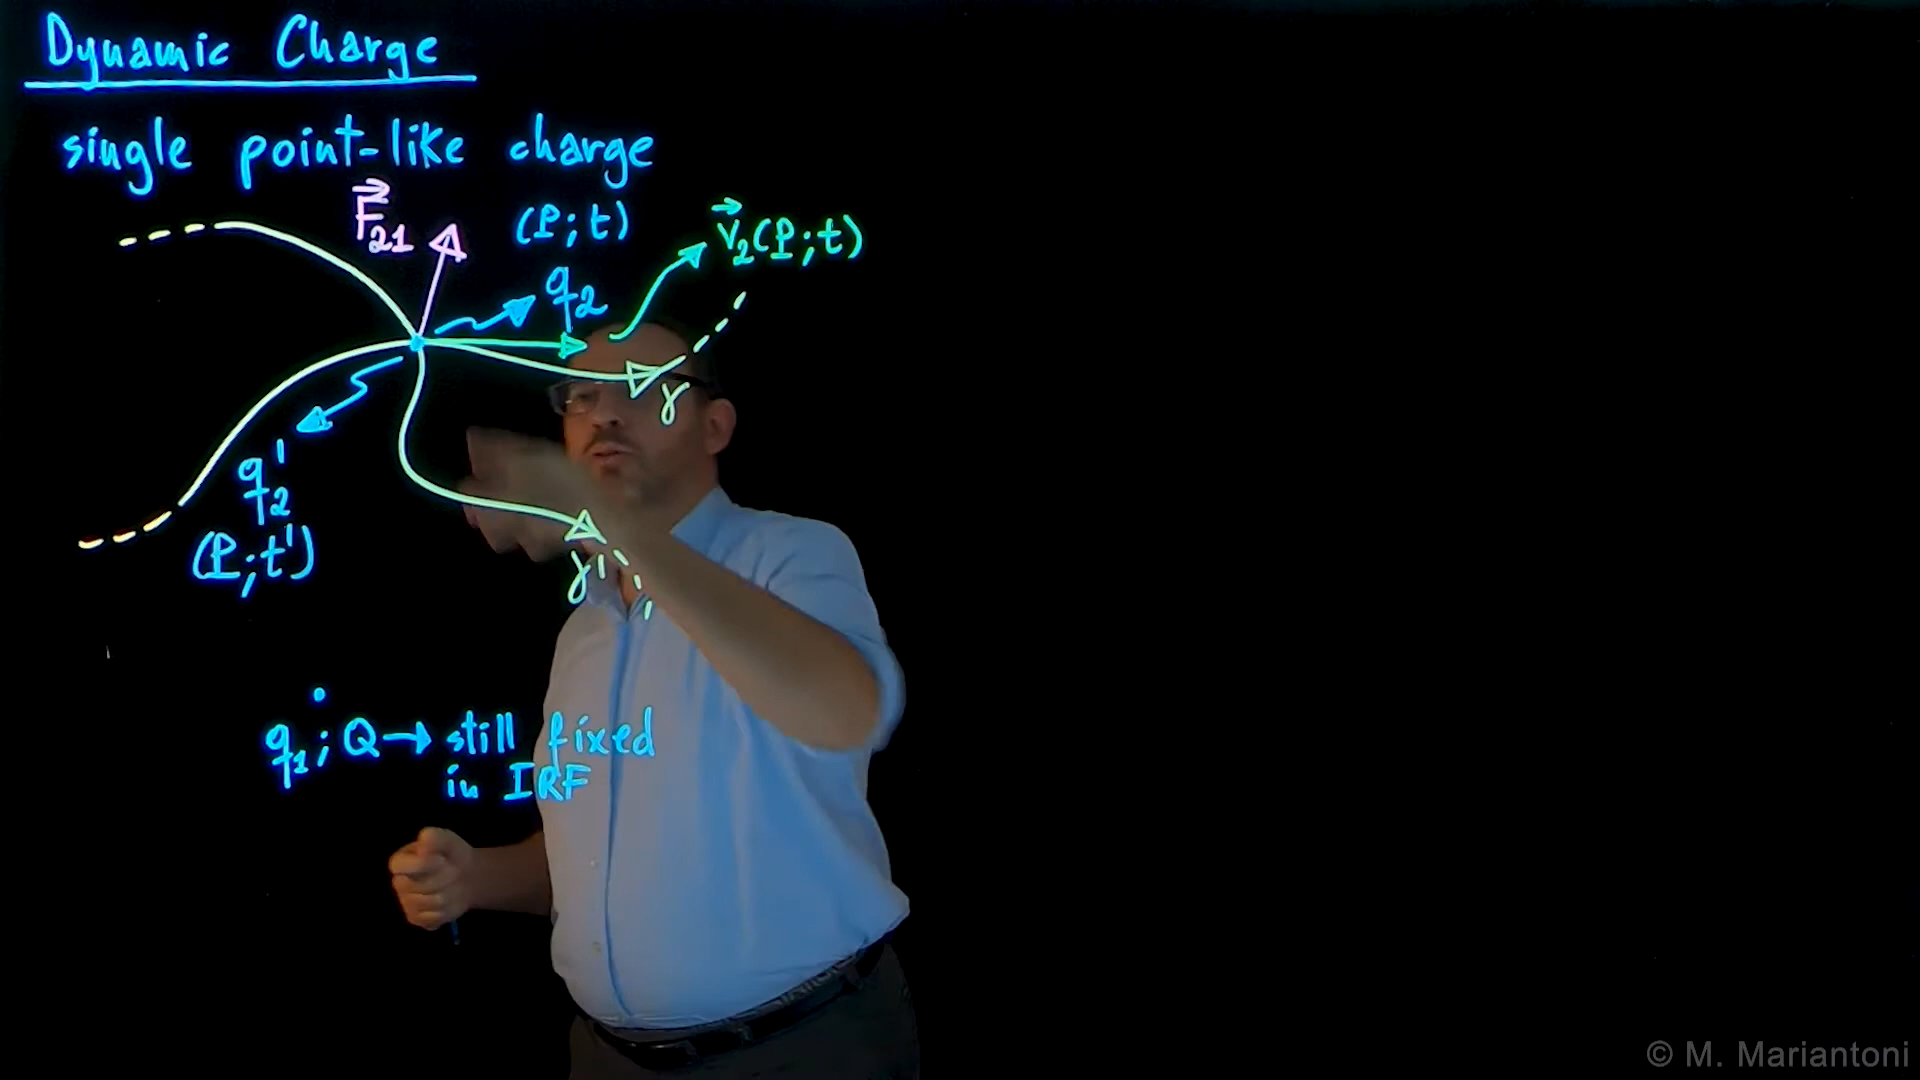 Dynamic Charge
single point-like charge
F⃗₂₁
(P; t)
v⃗₂(P; t)
q₂
γ
q₂'
(P; t')
γ'
q₁; Q → still fixed
in IRF
© M. Mariantoni